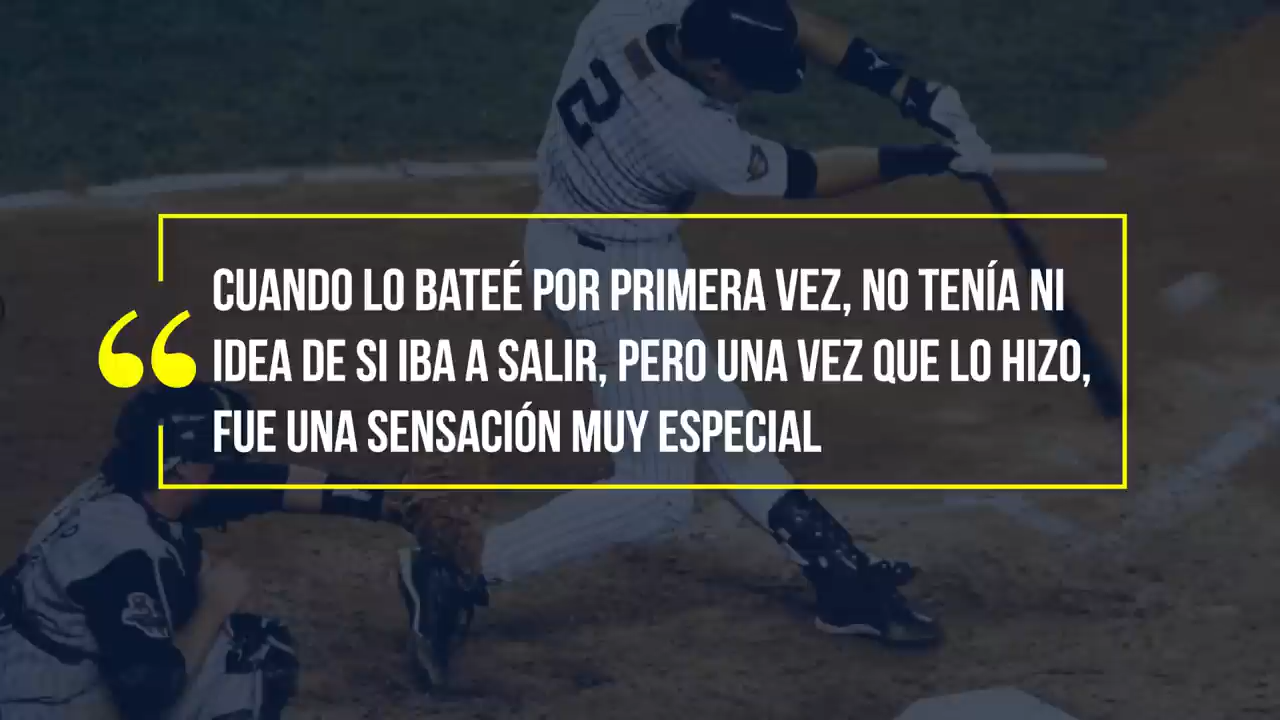 2
CUANDO LO BATEÉ POR PRIMERA VEZ, NO TENÍA NI
IDEA DE SI IBA A SALIR, PERO UNA VEZ QUE LO HIZO,
FUE UNA SENSACIÓN MUY ESPECIAL